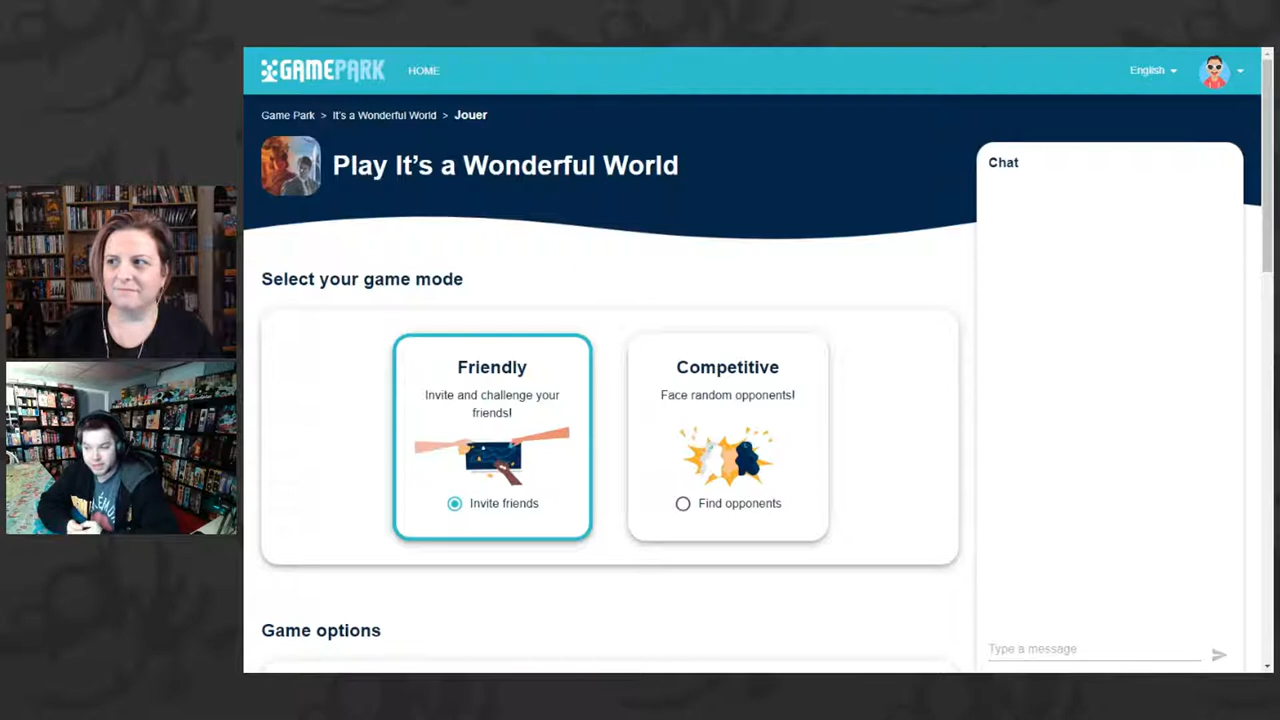 GAMEPARK HOME English
Game Park > It's a Wonderful World > Jouer
Play It's a Wonderful World
Chat
Select your game mode
Friendly
Invite and challenge your
friends!
Invite friends
Competitive
Face random opponents!
Find opponents
Game options
Type a message